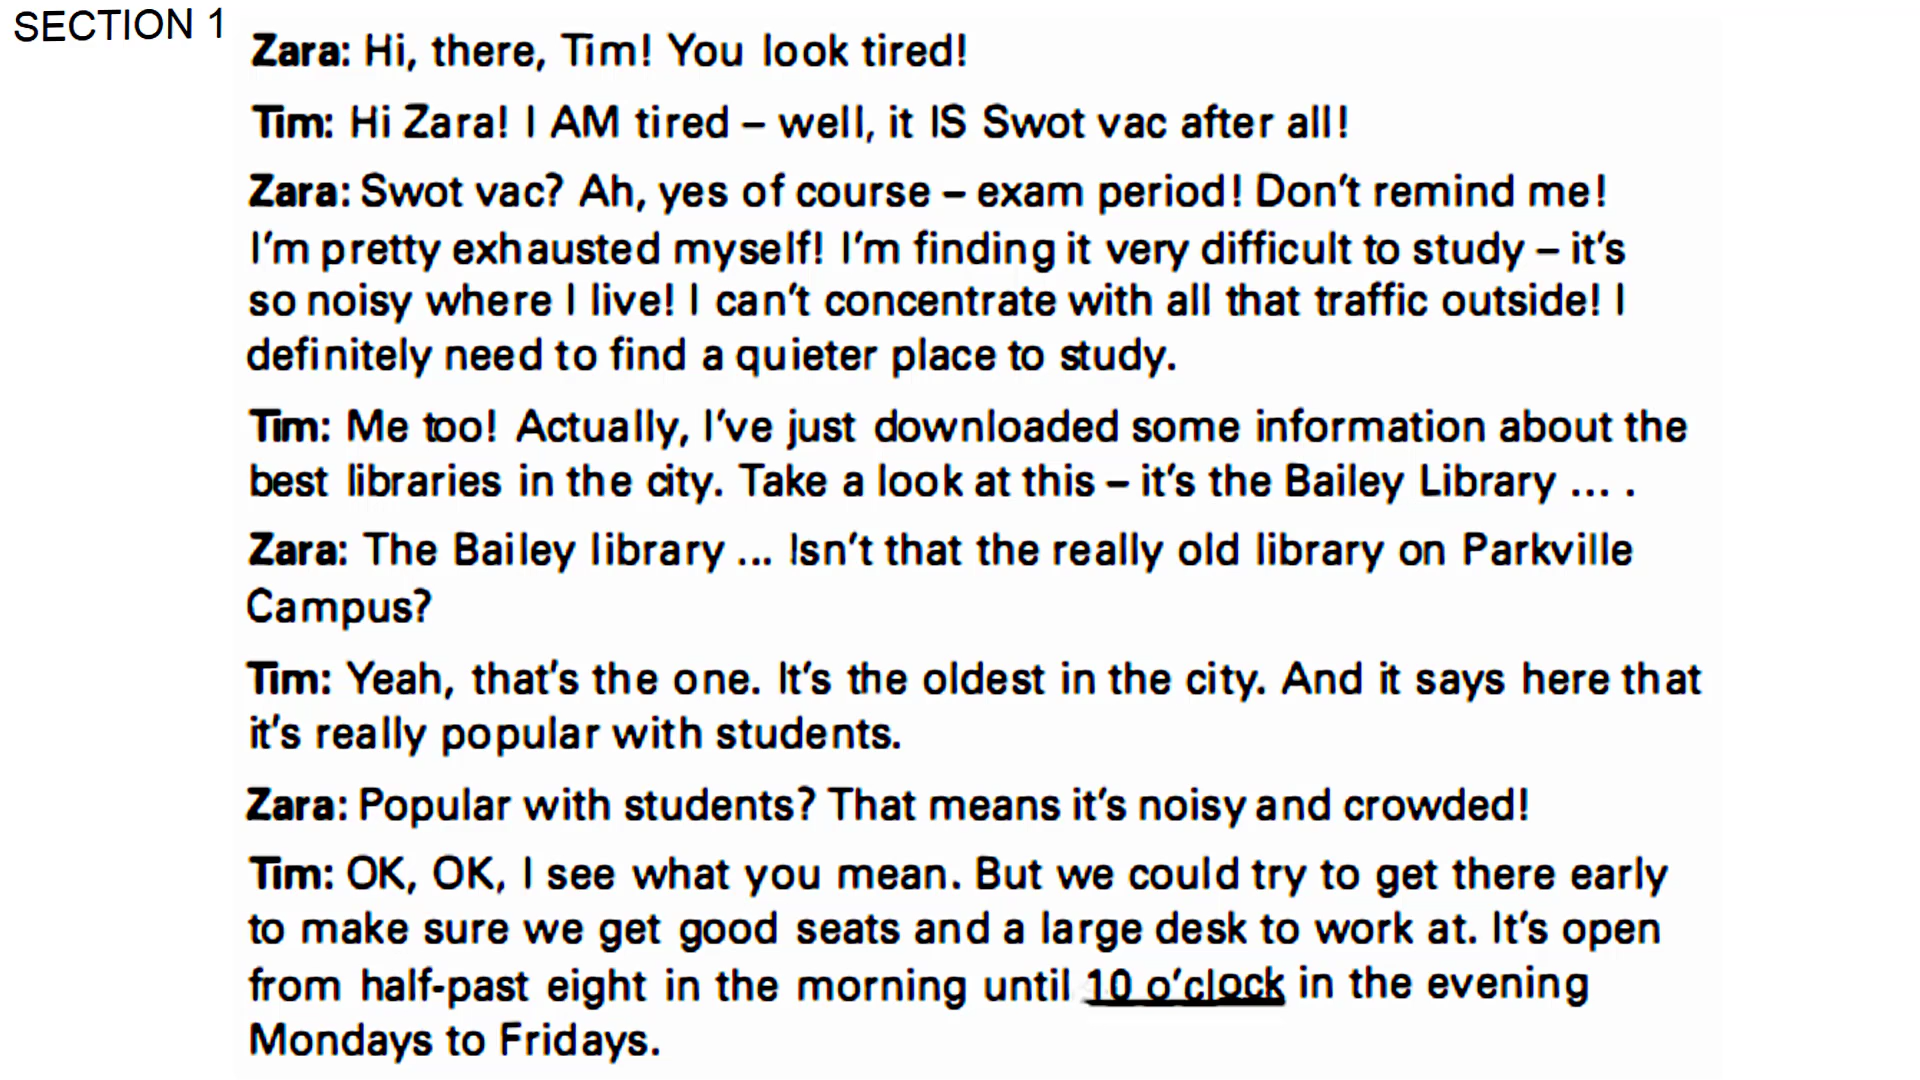 SECTION 1
Zara: Hi, there, Tim! You look tired!
Tim: Hi Zara! I AM tired – well, it IS Swot vac after all!
Zara: Swot vac? Ah, yes of course – exam period! Don't remind me!
I'm pretty exhausted myself! I'm finding it very difficult to study – it's
so noisy where I live! I can't concentrate with all that traffic outside! I
definitely need to find a quieter place to study.
Tim: Me too! Actually, I've just downloaded some information about the
best libraries in the city. Take a look at this – it's the Bailey Library ... .
Zara: The Bailey library ... Isn't that the really old library on Parkville
Campus?
Tim: Yeah, that's the one. It's the oldest in the city. And it says here that
it's really popular with students.
Zara: Popular with students? That means it's noisy and crowded!
Tim: OK, OK, I see what you mean. But we could try to get there early
to make sure we get good seats and a large desk to work at. It's open
from half-past eight in the morning until 10 o'clock in the evening
Mondays to Fridays.